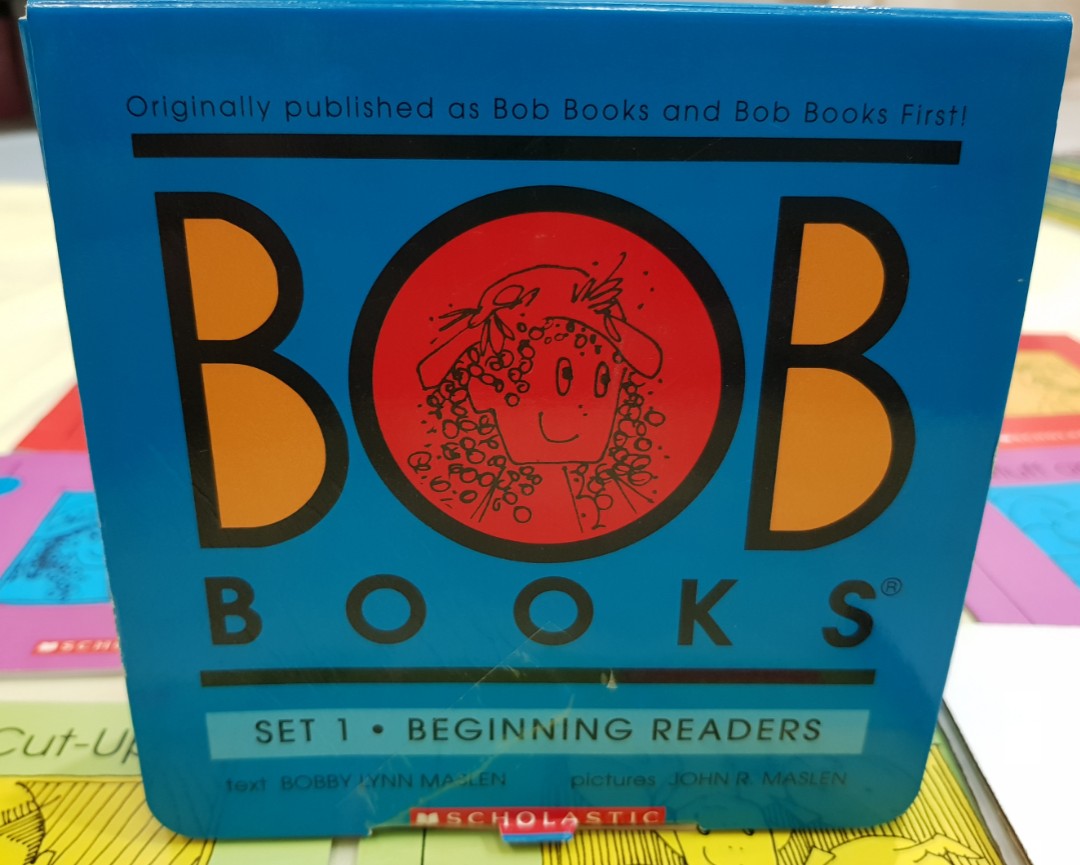 Originally published as Bob Books and Bob Books First!
BOB
BOOKS®
SET 1 • BEGINNING READERS
text BOBBY LYNN MASLEN pictures JOHN R. MASLEN
SCHOLASTIC
Cut-Up